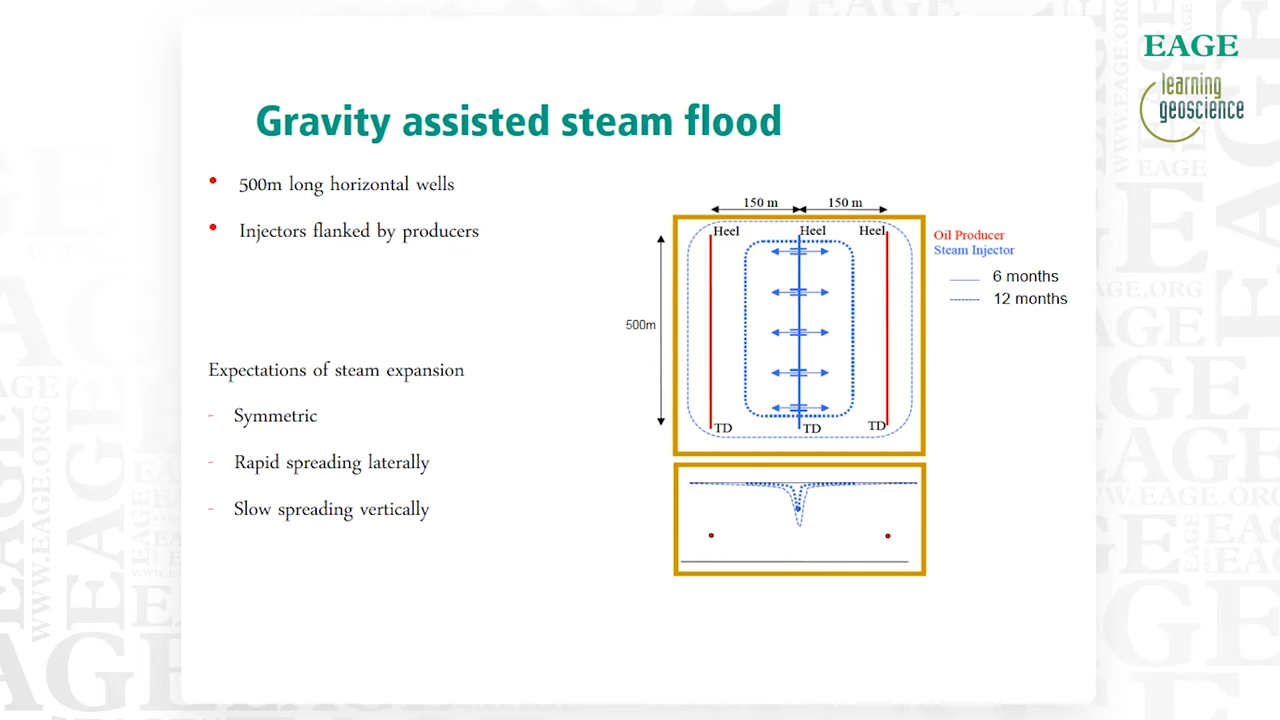 EAGE
learning
geoscience
Gravity assisted steam flood
• 500m long horizontal wells
• Injectors flanked by producers
Expectations of steam expansion
- Symmetric
- Rapid spreading laterally
- Slow spreading vertically
150 m 150 m
Heel Heel Heel
500m
TD TD TD
Oil Producer
Steam Injector
6 months
12 months